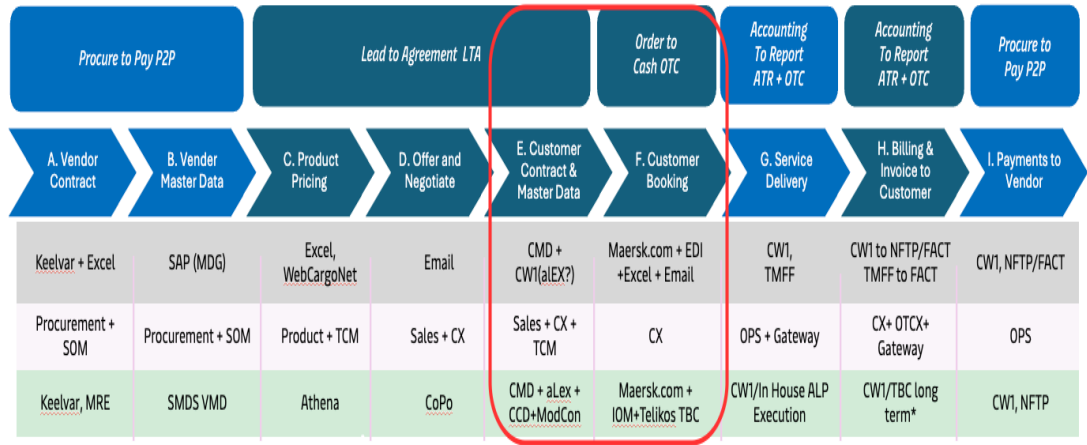 Procure to Pay P2P
Lead to Agreement LTA
Order to
Cash OTC
Accounting
To Report
ATR + OTC
Accounting
To Report
ATR + OTC
Procure to
Pay P2P
A. Vendor
Contract
B. Vender
Master Data
C. Product
Pricing
D. Offer and
Negotiate
E. Customer
Contract &
Master Data
F. Customer
Booking
G. Service
Delivery
H. Billing &
Invoice to
Customer
I. Payments to
Vendor
Keelvar + Excel
SAP (MDG)
Excel,
WebCargoNet
Email
CMD +
CW1(alEX?)
Maersk.com + EDI
+Excel + Email
CW1,
TMFF
CW1 to NFTP/FACT
TMFF to FACT
CW1, NFTP/FACT
Procurement +
SOM
Procurement + SOM
Product + TCM
Sales + CX
Sales + CX +
TCM
CX
OPS + Gateway
CX+ OTCX+
Gateway
OPS
Keelvar, MRE
SMDS VMD
Athena
CoPo
CMD + aLex +
CCD+ModCon
Maersk.com +
IOM+Telikos TBC
CW1/In House ALP
Execution
CW1/TBC long
term*
CW1, NFTP